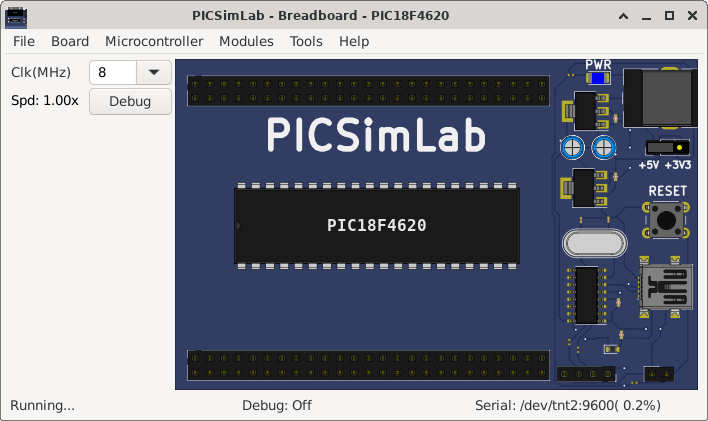 PICSimLab - Breadboard - PIC18F4620
File Board Microcontroller Modules Tools Help
Clk(MHz) 8
Spd: 1.00x Debug
PWR
PICSimLab
+5V +3V3
RESET
PIC18F4620
Running... Debug: Off Serial: /dev/tnt2:9600( 0.2%)